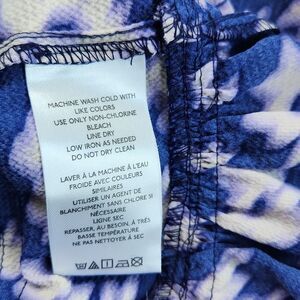 MACHINE WASH COLD WITH
LIKE COLORS
USE ONLY NON-CHLORINE
BLEACH
LINE DRY
LOW IRON AS NEEDED
DO NOT DRY CLEAN
LAVER À LA MACHINE À L'EAU
FROIDE AVEC COULEURS
SIMILAIRES
UTILISER UN AGENT DE
BLANCHIMENT SANS CHLORE SI
NÉCESSAIRE
LIGNE SEC
REPASSER, AU BESOIN, À TRÈS
BASSE TEMPÉRATURE
NE PAS NETTOYER À SEC